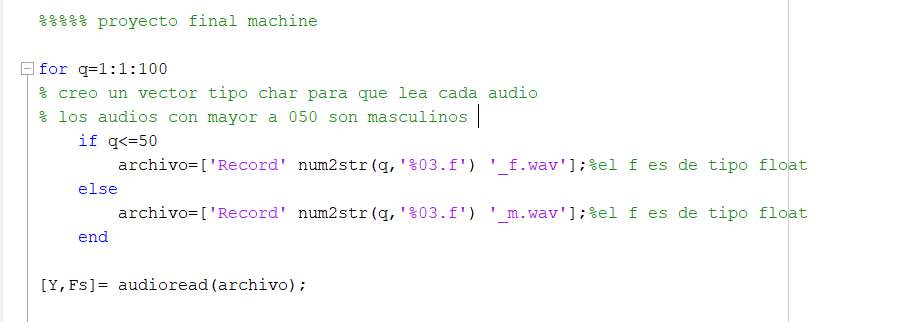 %%%%% proyecto final machine
for q=1:1:100
% creo un vector tipo char para que lea cada audio
% los audios con mayor a 050 son masculinos
if q<=50
archivo=['Record' num2str(q,'%03.f') '_f.wav'];%el f es de tipo float
else
archivo=['Record' num2str(q,'%03.f') '_m.wav'];%el f es de tipo float
end
[Y,Fs]= audioread(archivo);